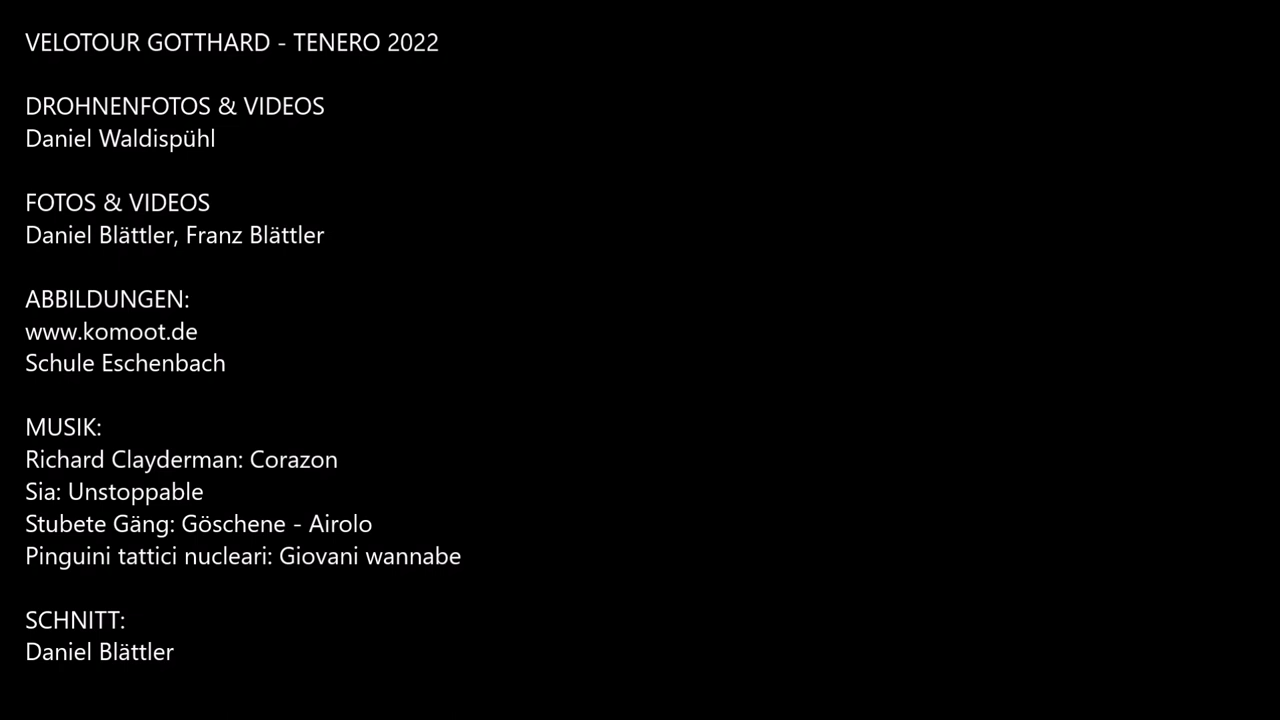 VELOTOUR GOTTHARD - TENERO 2022
DROHNENFOTOS & VIDEOS
Daniel Waldispühl
FOTOS & VIDEOS
Daniel Blättler, Franz Blättler
ABBILDUNGEN:
www.komoot.de
Schule Eschenbach
MUSIK:
Richard Clayderman: Corazon
Sia: Unstoppable
Stubete Gäng: Göschene - Airolo
Pinguini tattici nucleari: Giovani wannabe
SCHNITT:
Daniel Blättler